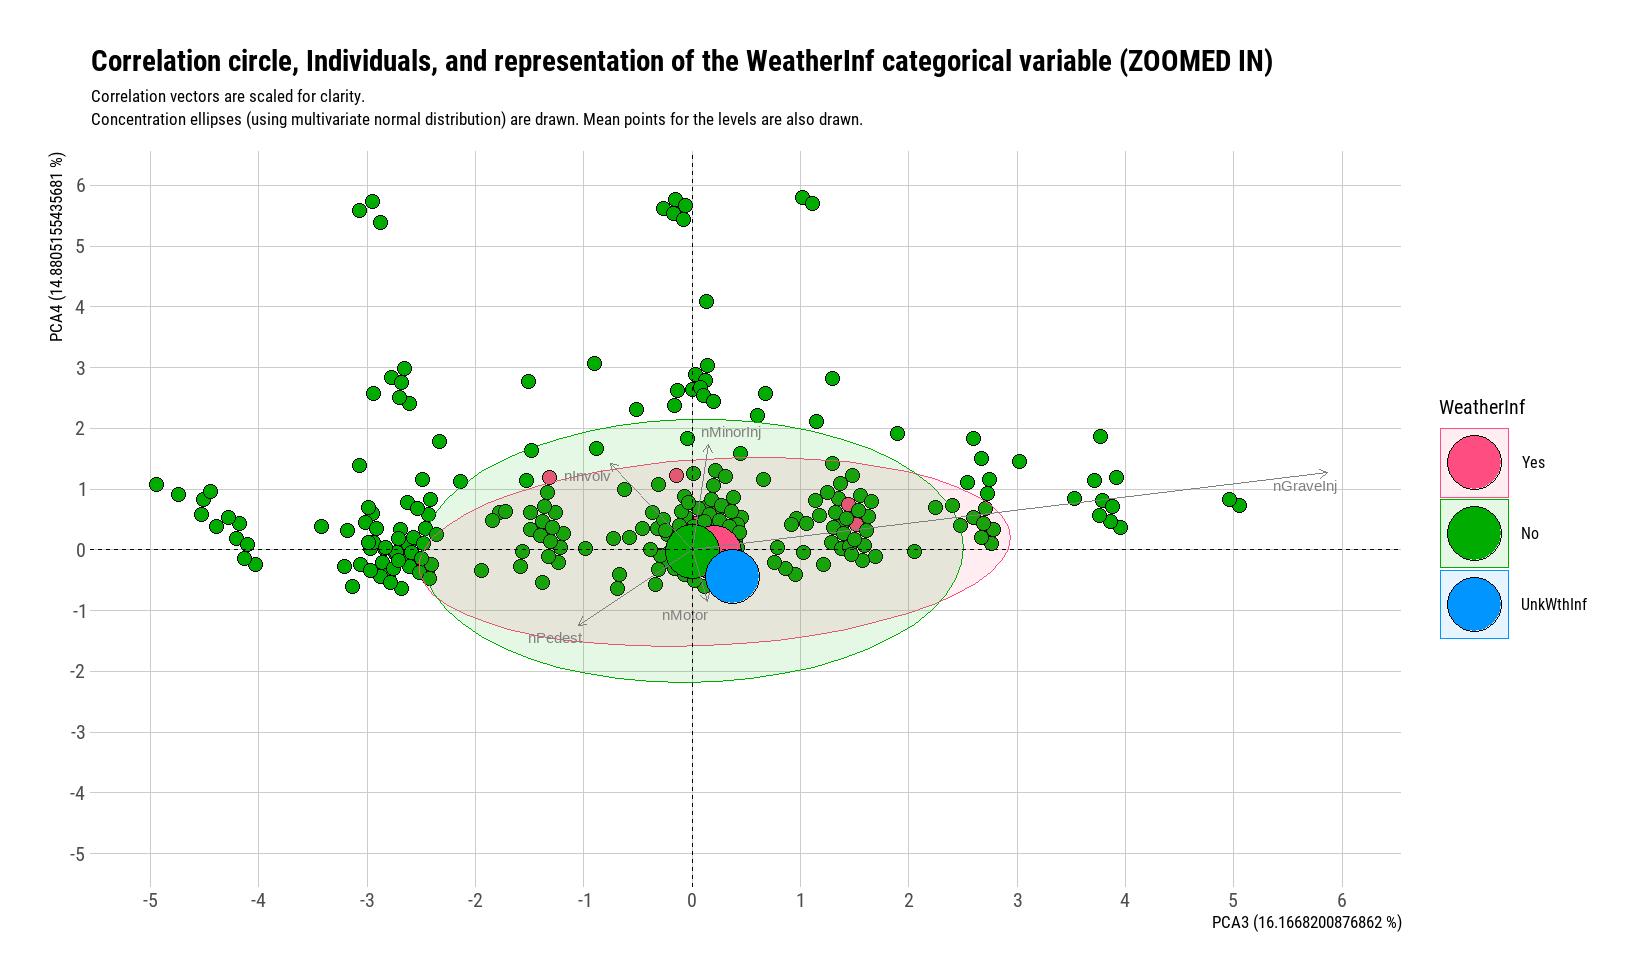 Correlation circle, Individuals, and representation of the WeatherInf categorical variable (ZOOMED IN)
Correlation vectors are scaled for clarity.
Concentration ellipses (using multivariate normal distribution) are drawn. Mean points for the levels are also drawn.
PCA4 (14.8805155435681 %)
6
5
4
3
2
1
0
-1
-2
-3
-4
-5
nMinorInj
nInvolv
nGraveInj
nMotor
nPedest
-5
-4
-3
-2
-1
0
1
2
3
4
5
6
PCA3 (16.1668200876862 %)
WeatherInf
Yes
No
UnkWthInf